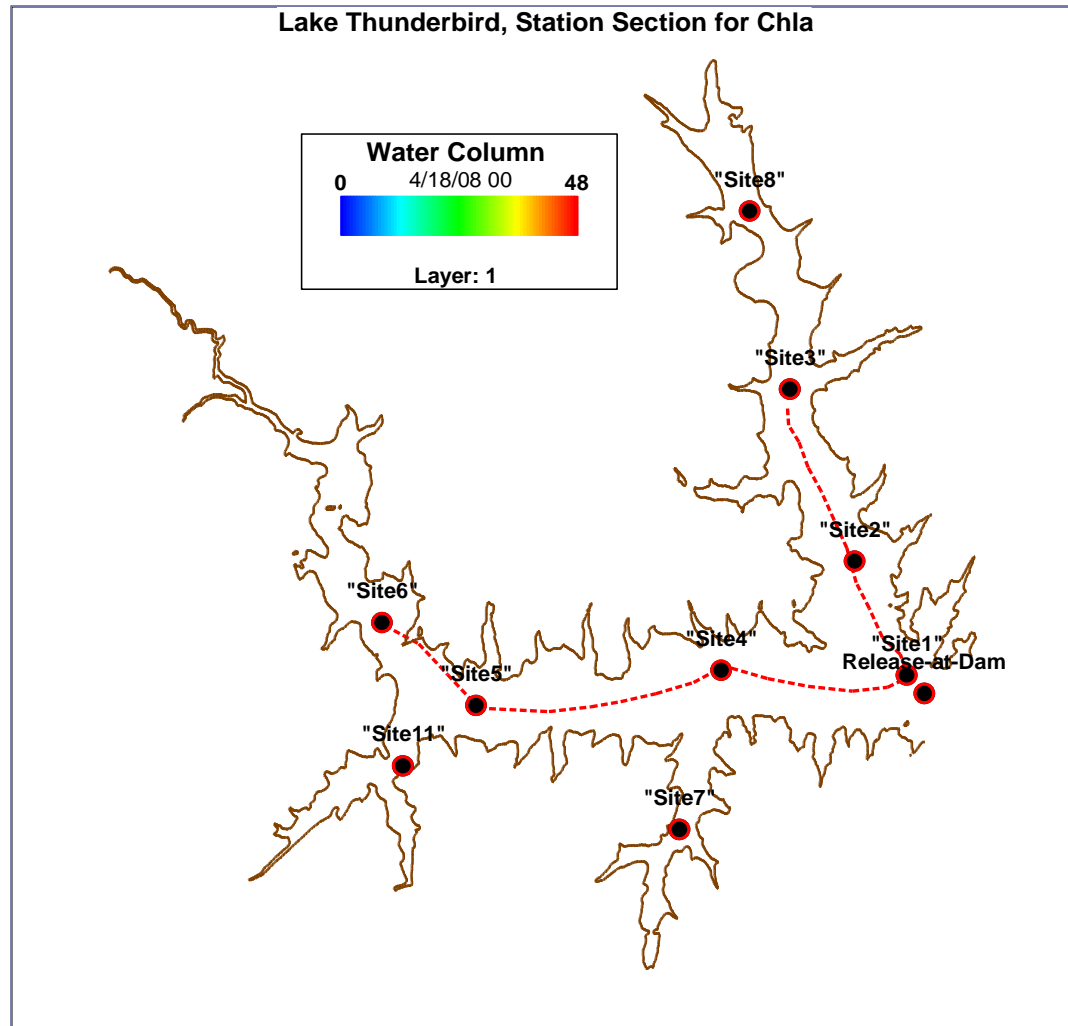 Lake Thunderbird, Station Section for Chla
Water Column
0 4/18/08 00 48
Layer: 1
"Site8"
"Site3"
"Site2"
"Site6"
"Site4"
"Site1"
Release-at-Dam
"Site5"
"Site11"
"Site7"